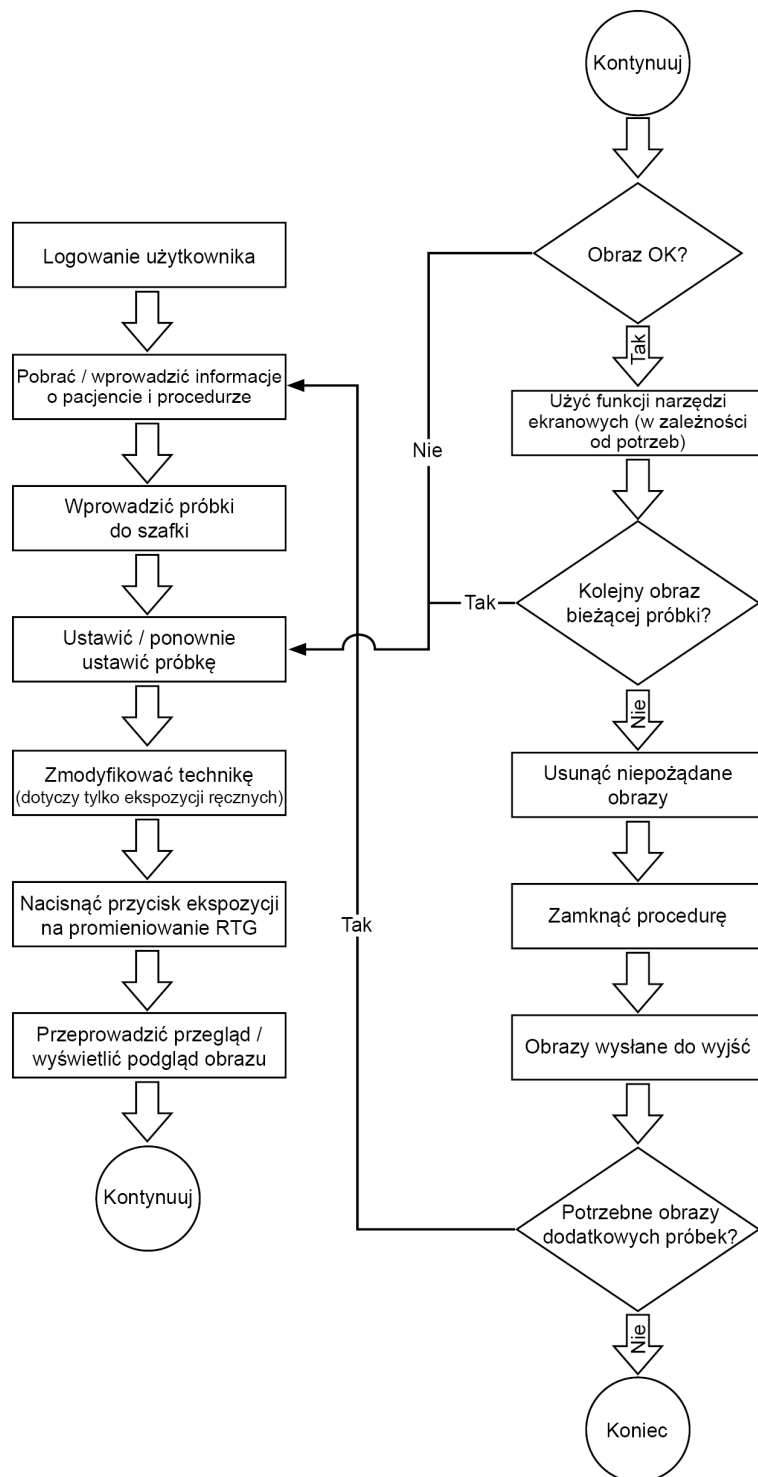 Logowanie użytkownika
Pobrać / wprowadzić informacje
o pacjencie i procedurze
Wprowadzić próbki
do szafki
Ustawić / ponownie
ustawić próbkę
Zmodyfikować technikę
(dotyczy tylko ekspozycji ręcznych)
Nacisnąć przycisk ekspozycji
na promieniowanie RTG
Przeprowadzić przegląd /
wyświetlić podgląd obrazu
Kontynuuj
Kontynuuj
Obraz OK?
Nie
Tak
Użyć funkcji narzędzi
ekranowych (w zależności
od potrzeb)
Kolejny obraz
bieżącej próbki?
Tak
Nie
Usunąć niepożądane
obrazy
Zamknąć procedurę
Obrazy wysłane do wyjść
Potrzebne obrazy
dodatkowych próbek?
Tak
Nie
Koniec